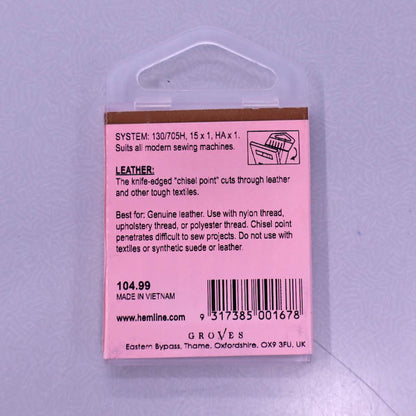 SYSTEM: 130/705H, 15 x 1, HA x 1.
Suits all modern sewing machines.
LEATHER:
The knife-edged "chisel point" cuts through leather
and other tough textiles.
Best for: Genuine leather. Use with nylon thread,
upholstery thread, or polyester thread. Chisel point
penetrates difficult to sew projects. Do not use with
textiles or synthetic suede or leather.
104.99
MADE IN VIETNAM
www.hemline.com
9 317385 001678
GROVES
Eastern Bypass, Thame, Oxfordshire, OX9 3FU, UK